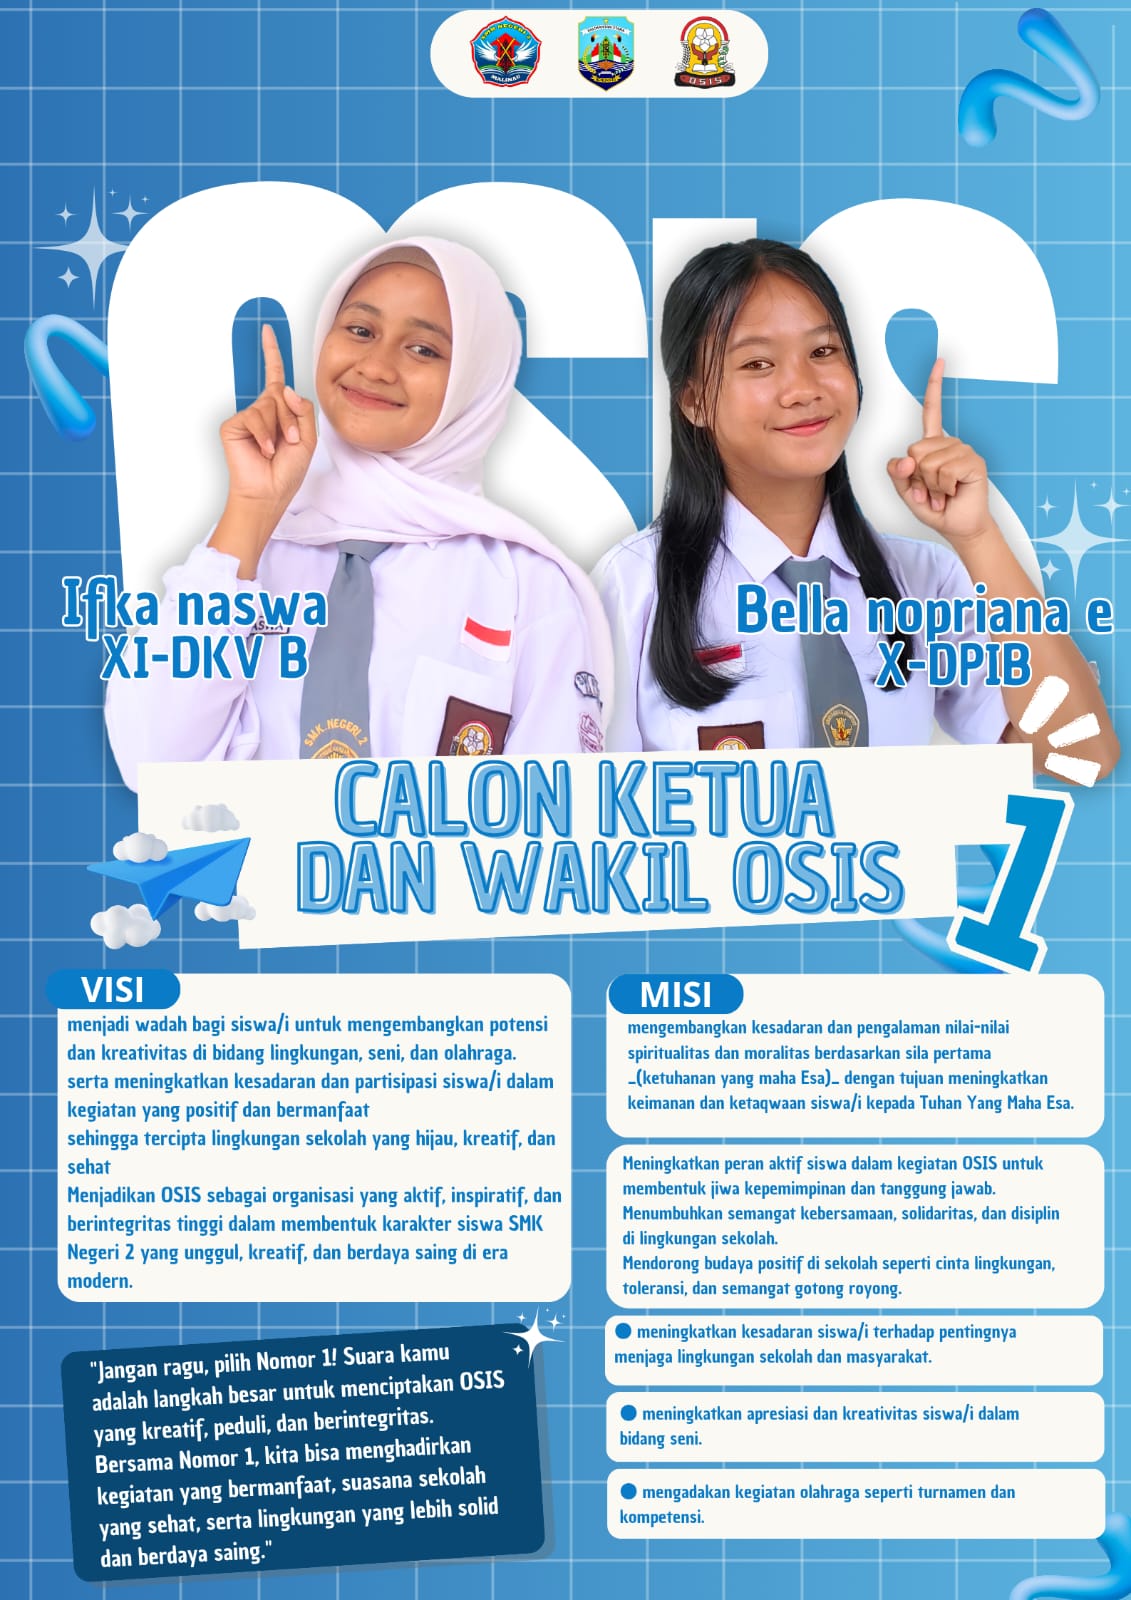 SMK NEGERI 2
MALINAU
KALIMANTAN UTARA
OSIS
OSIS
Ifka naswa
XI-DKV B
Bella nopriana e
X-DPIB
SMK NEGERI 2
CALON KETUA
DAN WAKIL OSIS
1
VISI
menjadi wadah bagi siswa/i untuk mengembangkan potensi
dan kreativitas di bidang lingkungan, seni, dan olahraga.
serta meningkatkan kesadaran dan partisipasi siswa/i dalam
kegiatan yang positif dan bermanfaat
sehingga tercipta lingkungan sekolah yang hijau, kreatif, dan
sehat
Menjadikan OSIS sebagai organisasi yang aktif, inspiratif, dan
berintegritas tinggi dalam membentuk karakter siswa SMK
Negeri 2 yang unggul, kreatif, dan berdaya saing di era
modern.
"Jangan ragu, pilih Nomor 1! Suara kamu
adalah langkah besar untuk menciptakan OSIS
yang kreatif, peduli, dan berintegritas.
Bersama Nomor 1, kita bisa menghadirkan
kegiatan yang bermanfaat, suasana sekolah
yang sehat, serta lingkungan yang lebih solid
dan berdaya saing."
MISI
mengembangkan kesadaran dan pengalaman nilai-nilai
spiritualitas dan moralitas berdasarkan sila pertama
_(ketuhanan yang maha Esa)_ dengan tujuan meningkatkan
keimanan dan ketaqwaan siswa/i kepada Tuhan Yang Maha Esa.
Meningkatkan peran aktif siswa dalam kegiatan OSIS untuk
membentuk jiwa kepemimpinan dan tanggung jawab.
Menumbuhkan semangat kebersamaan, solidaritas, dan disiplin
di lingkungan sekolah.
Mendorong budaya positif di sekolah seperti cinta lingkungan,
toleransi, dan semangat gotong royong.
● meningkatkan kesadaran siswa/i terhadap pentingnya
menjaga lingkungan sekolah dan masyarakat.
● meningkatkan apresiasi dan kreativitas siswa/i dalam
bidang seni.
● mengadakan kegiatan olahraga seperti turnamen dan
kompetensi.